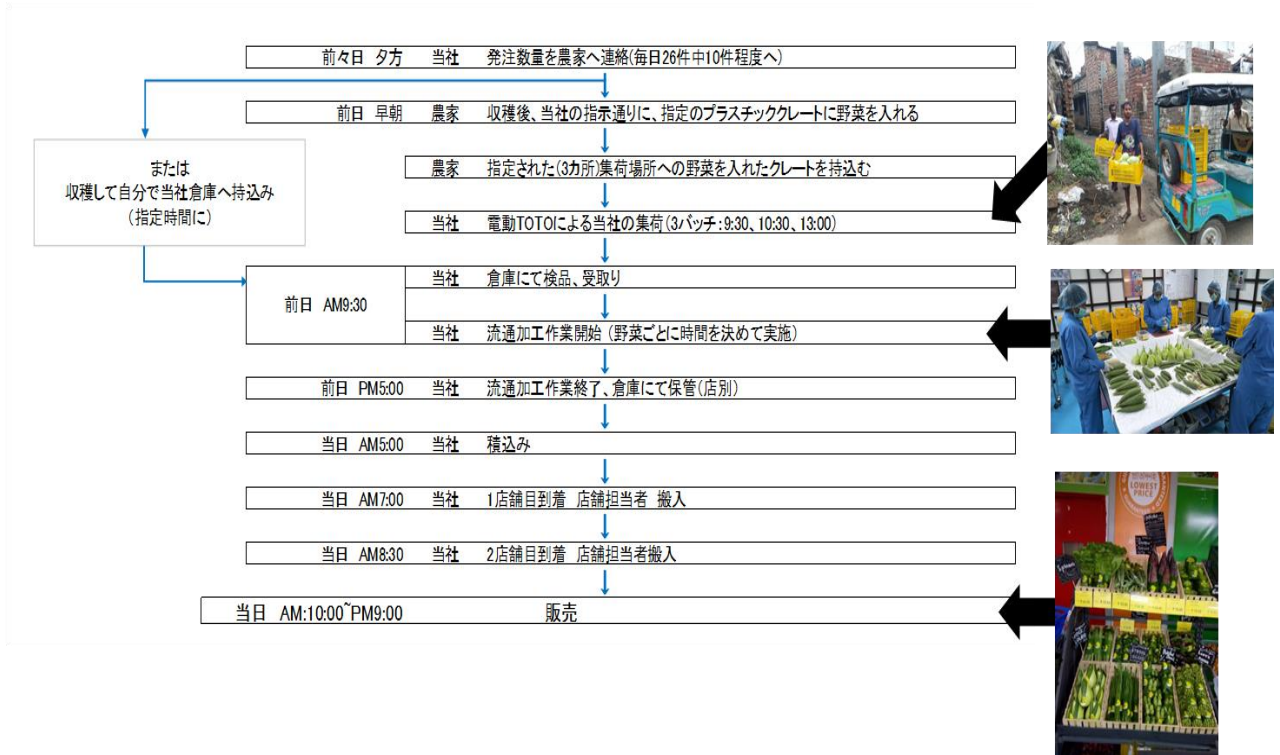 前々日 夕方 当社 発注数量を農家へ連絡(毎日26件中10件程度へ)
前日 早朝 農家 収穫後、当社の指示通りに、指定のプラスチッククレートに野菜を入れる
または
収穫して自分で当社倉庫へ持込み
(指定時間に)
農家 指定された(3カ所)集荷場所への野菜を入れたクレートを持込む
当社 電動TOTOによる当社の集荷(3バッチ:9:30、10:30、13:00)
前日 AM9:30
当社 倉庫にて検品、受取り
当社 流通加工作業開始 (野菜ごとに時間を決めて実施)
前日 PM5:00 当社 流通加工作業終了、倉庫にて保管(店別)
当日 AM5:00 当社 積込み
当日 AM7:00 当社 1店舗目到着 店舗担当者 搬入
当日 AM8:30 当社 2店舗目到着 店舗担当者搬入
当日 AM:10:00~PM9:00 販売
LOWEST
PRICE